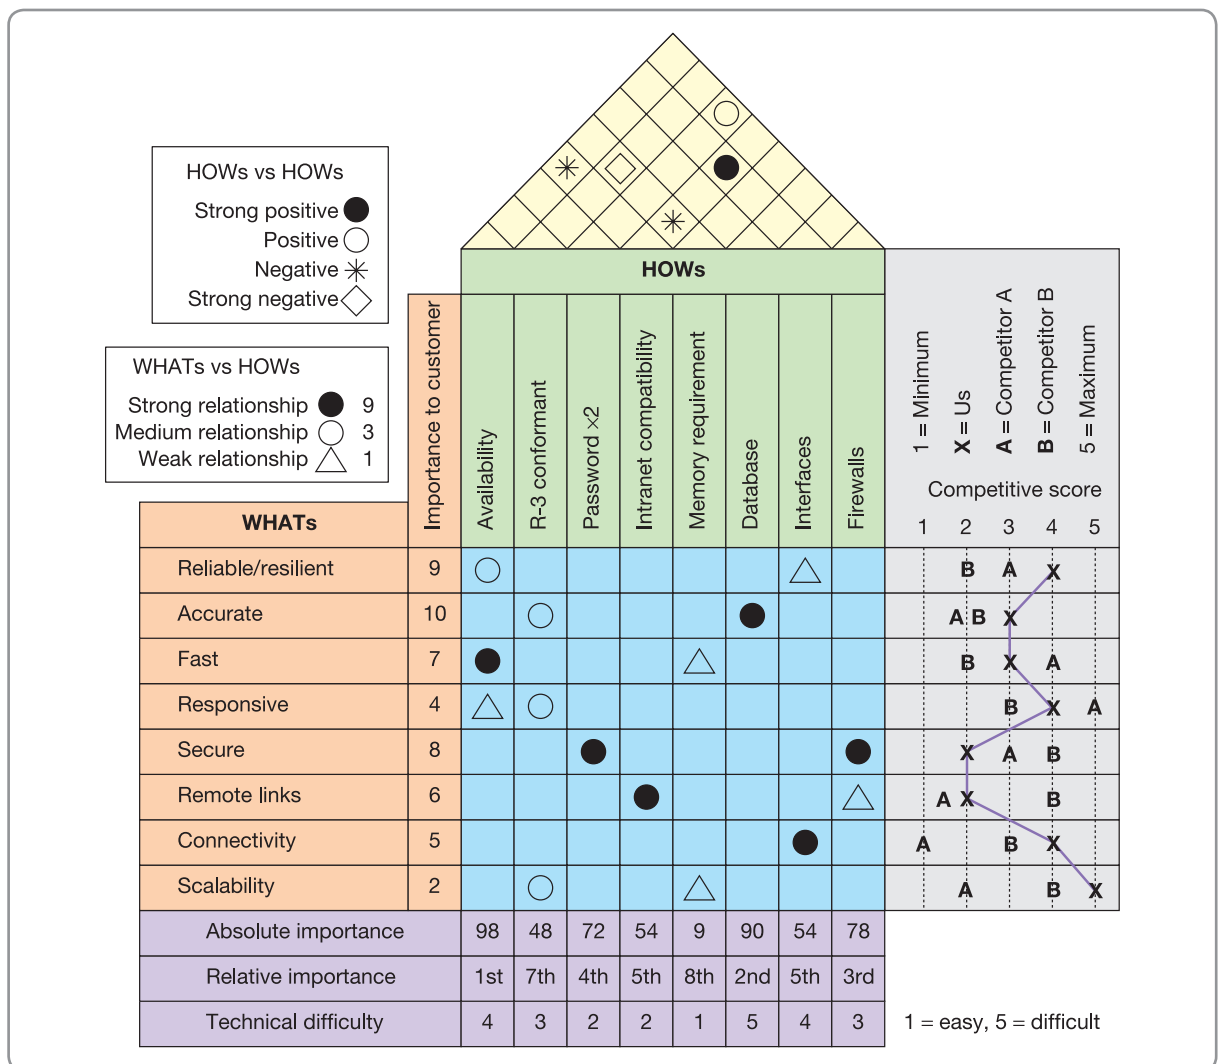 HOWs vs HOWs
Strong positive
Positive
Negative
Strong negative
WHATs vs HOWs
Strong relationship 9
Medium relationship 3
Weak relationship 1
HOWs
WHATs
Importance to customer
Availability
R-3 conformant
Password ×2
Intranet compatibility
Memory requirement
Database
Interfaces
Firewalls
1 = Minimum
X = Us
A = Competitor A
B = Competitor B
5 = Maximum
Competitive score
1 2 3 4 5
Reliable/resilient 9 B A X
Accurate 10 A B X
Fast 7 B X A
Responsive 4 B X A
Secure 8 X A B
Remote links 6 A X B
Connectivity 5 A B X
Scalability 2 A B X
Absolute importance 98 48 72 54 9 90 54 78
Relative importance 1st 7th 4th 5th 8th 2nd 5th 3rd
Technical difficulty 4 3 2 2 1 5 4 3 1 = easy, 5 = difficult